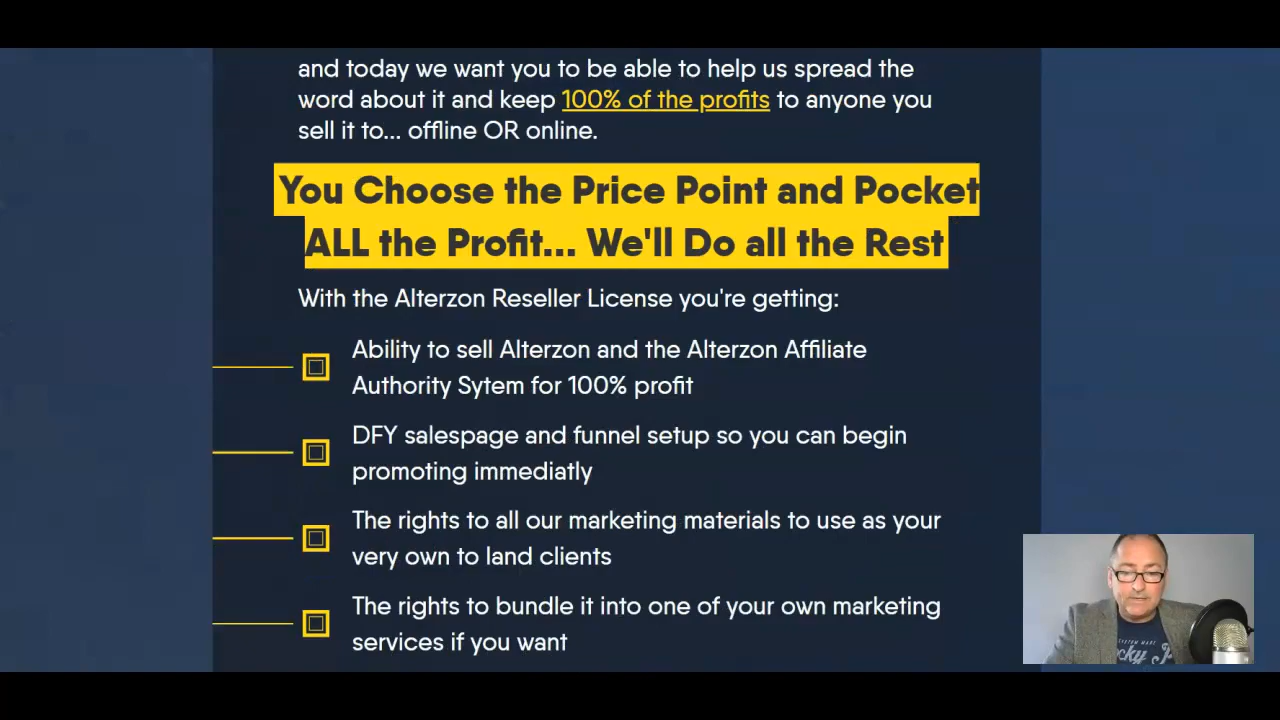 and today we want you to be able to help us spread the
word about it and keep 100% of the profits to anyone you
sell it to... offline OR online.
You Choose the Price Point and Pocket
ALL the Profit... We'll Do all the Rest
With the Alterzon Reseller License you're getting:
Ability to sell Alterzon and the Alterzon Affiliate
Authority Sytem for 100% profit
DFY salespage and funnel setup so you can begin
promoting immediatly
The rights to all our marketing materials to use as your
very own to land clients
The rights to bundle it into one of your own marketing
services if you want